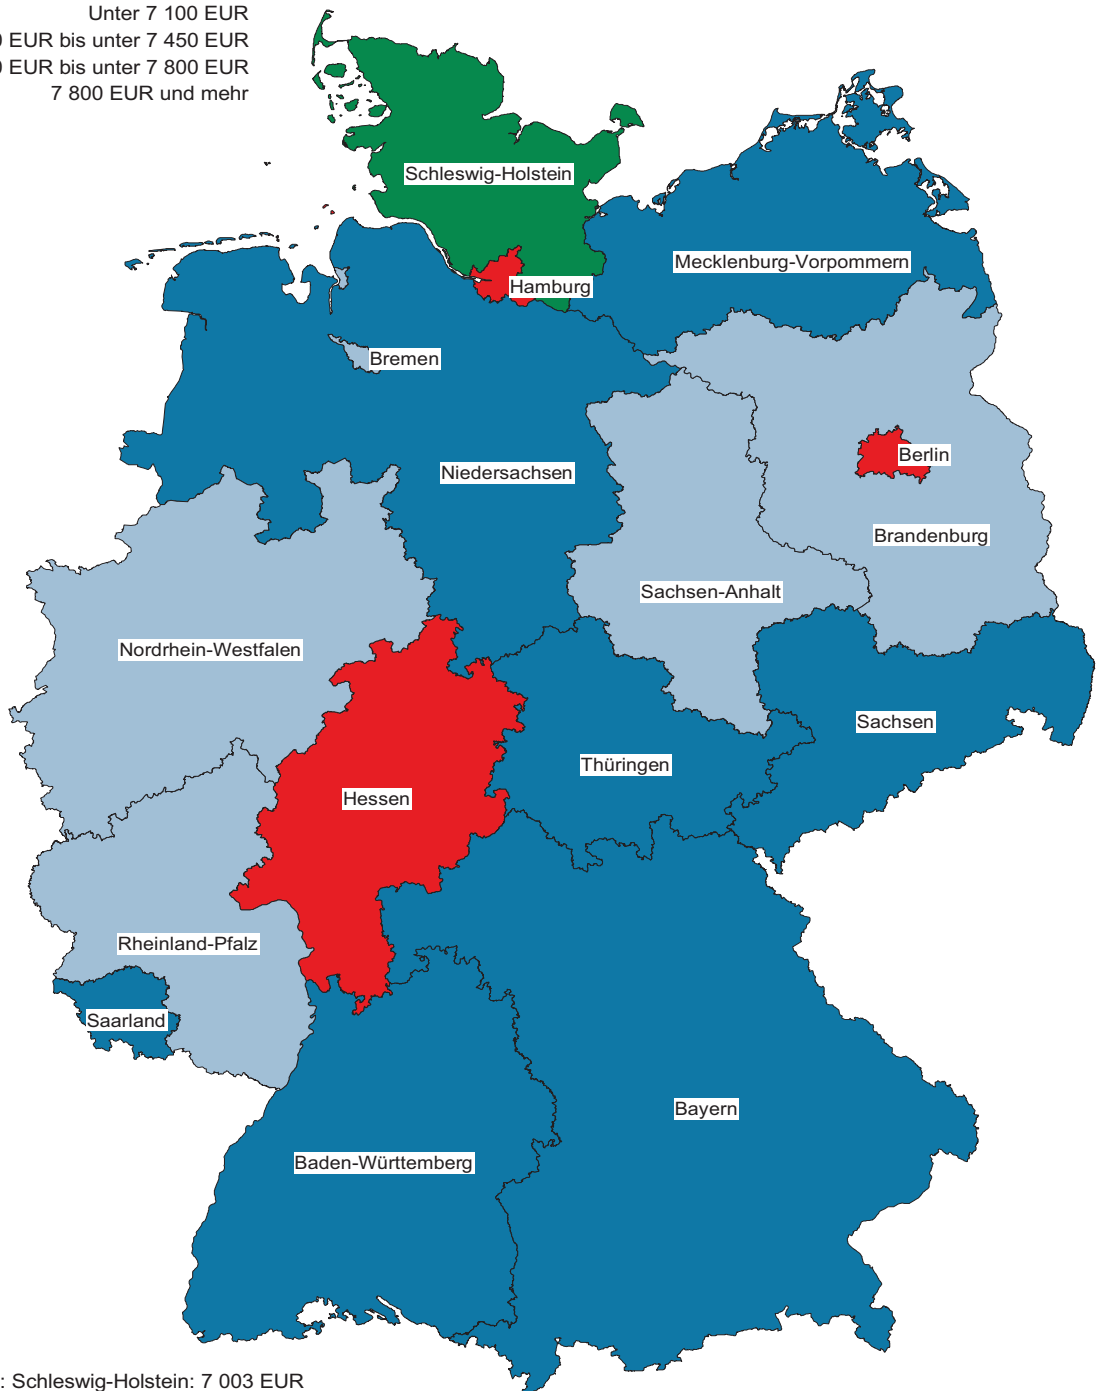 Unter 7 100 EUR
0 EUR bis unter 7 450 EUR
0 EUR bis unter 7 800 EUR
7 800 EUR und mehr
Schleswig-Holstein
Mecklenburg-Vorpommern
Hamburg
Bremen
Berlin
Niedersachsen
Brandenburg
Sachsen-Anhalt
Nordrhein-Westfalen
Sachsen
Thüringen
Hessen
Rheinland-Pfalz
Saarland
Bayern
Baden-Württemberg
: Schleswig-Holstein: 7 003 EUR